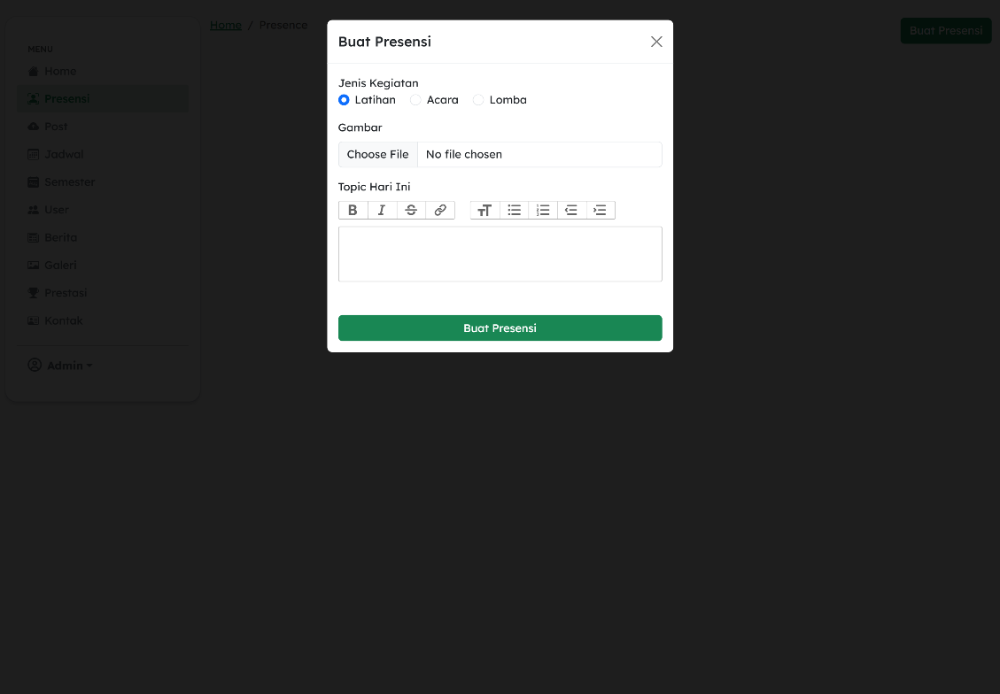 Home / Presence
Buat Presensi
MENU
Home
Presensi
Post
Jadwal
Semester
User
Berita
Galeri
Prestasi
Kontak
Admin
Buat Presensi
Jenis Kegiatan
Latihan Acara Lomba
Gambar
Choose File No file chosen
Topic Hari Ini
Buat Presensi